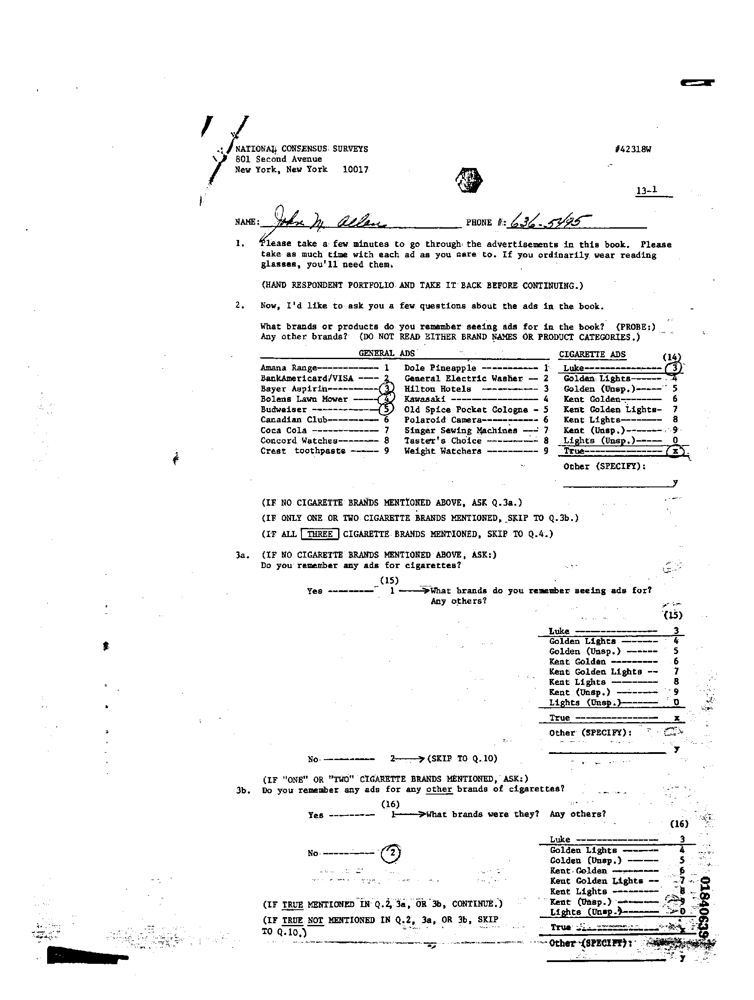 NATIONAL CONSENSUS SURVEYS #42318W
801 Second Avenue
New York, New York 10017
13-1
NAME: John M. Allen PHONE #: 636-5495
1. Please take a few minutes to go through the advertisements in this book. Please
take as much time with each ad as you care to. If you ordinarily wear reading
glasses, you'll need them.
(HAND RESPONDENT PORTFOLIO AND TAKE IT BACK BEFORE CONTINUING.)
2. Now, I'd like to ask you a few questions about the ads in the book.
What brands or products do you remember seeing ads for in the book? (PROBE:)
Any other brands? (DO NOT READ EITHER BRAND NAMES OR PRODUCT CATEGORIES.)
GENERAL ADS CIGARETTE ADS (14)
Amana Range------------ 1 Dole Pineapple ----------- 1 Luke---------------- 3
BankAmericard/VISA ---- 2 General Electric Washer -- 2 Golden Lights------ 4
Bayer Aspirin---------- 3 Hilton Hotels ----------- 3 Golden (Unsp.)----- 5
Bolens Lawn Mower ----- 4 Kawasaki ---------------- 4 Kent Golden------- 6
Budweiser ------------- 5 Old Spice Pocket Cologne - 5 Kent Golden Lights- 7
Canadian Club---------- 6 Polaroid Camera----------- 6 Kent Lights-------- 8
Coca Cola ------------- 7 Singer Sewing Machines --- 7 Kent (Unsp.)------- 9
Concord Watches-------- 8 Taster's Choice ---------- 8 Lights (Unsp.)----- 0
Crest toothpaste ----- 9 Weight Watchers ---------- 9 True---------------- x
Other (SPECIFY):
y
(IF NO CIGARETTE BRANDS MENTIONED ABOVE, ASK Q.3a.)
(IF ONLY ONE OR TWO CIGARETTE BRANDS MENTIONED, SKIP TO Q.3b.)
(IF ALL THREE CIGARETTE BRANDS MENTIONED, SKIP TO Q.4.)
3a. (IF NO CIGARETTE BRANDS MENTIONED ABOVE, ASK:)
Do you remember any ads for cigarettes?
(15)
Yes --------- 1 ---->What brands do you remember seeing ads for?
Any others?
(15)
Luke ---------------- 3
Golden Lights ------- 4
Golden (Unsp.) ------ 5
Kent Golden --------- 6
Kent Golden Lights -- 7
Kent Lights --------- 8
Kent (Unsp.) -------- 9
Lights (Unsp.)------- 0
True ---------------- x
Other (SPECIFY):
y
No ---------- 2---->(SKIP TO Q.10)
(IF "ONE" OR "TWO" CIGARETTE BRANDS MENTIONED, ASK:)
3b. Do you remember any ads for any other brands of cigarettes?
(16)
Yes --------- 1---->What brands were they? Any others?
(16)
Luke ---------------- 3
No ---------- 2 Golden Lights ------- 4
Golden (Unsp.) ------ 5
Kent Golden --------- 6
Kent Golden Lights -- 7
Kent Lights --------- 8
(IF TRUE MENTIONED IN Q.2, 3a, OR 3b, CONTINUE.) Kent (Unsp.) -------- 9
Lights (Unsp.)------- 0
(IF TRUE NOT MENTIONED IN Q.2, 3a, OR 3b, SKIP
TO Q.10.) True ---------------- x
Other (SPECIFY):
y
01840639